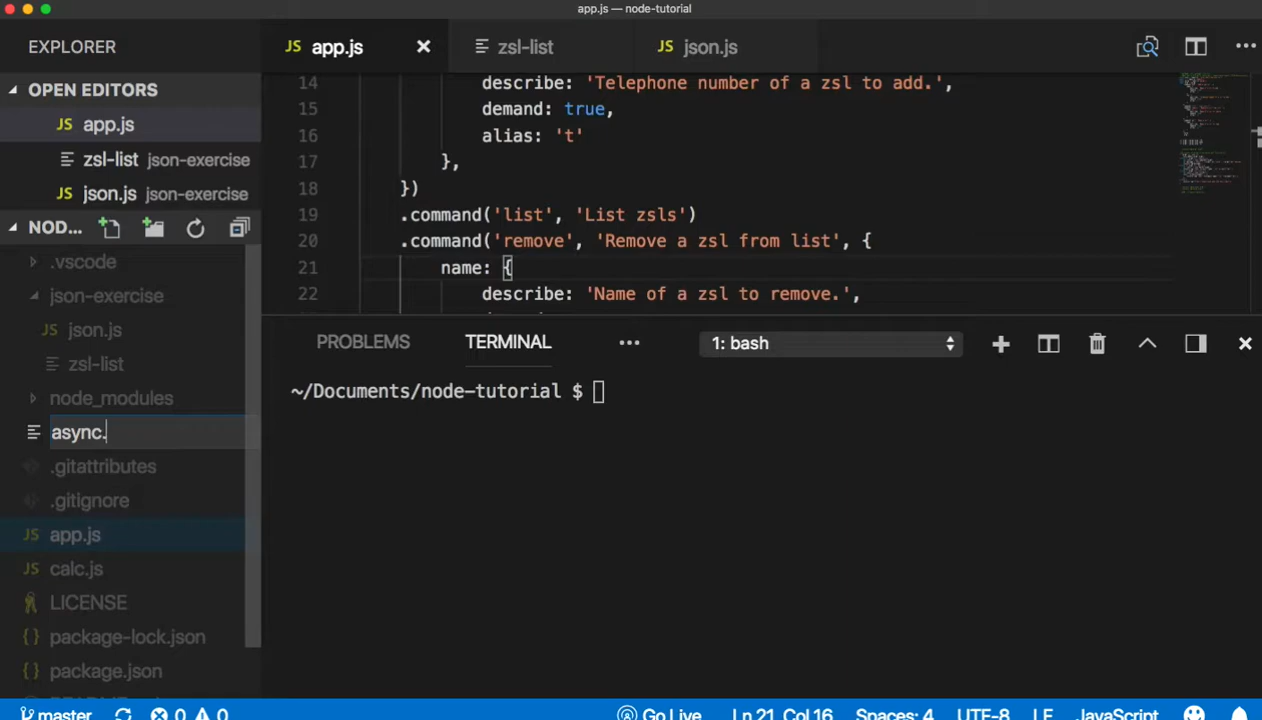 app.js — node-tutorial
EXPLORER
OPEN EDITORS
JS app.js
zsl-list json-exercise
JS json.js json-exercise
NOD...
.vscode
json-exercise
JS json.js
zsl-list
node_modules
async.
.gitattributes
.gitignore
JS app.js
JS calc.js
LICENSE
{} package-lock.json
{} package.json
JS app.js
zsl-list
JS json.js
14 describe: 'Telephone number of a zsl to add.',
15 demand: true,
16 alias: 't'
17 },
18 })
19 .command('list', 'List zsls')
20 .command('remove', 'Remove a zsl from list', {
21 name: {
22 describe: 'Name of a zsl to remove.',
PROBLEMS TERMINAL ... 1: bash
~/Documents/node-tutorial $
master 0 0 Go Live Ln 21, Col 16 Spaces: 4 UTF-8 LF JavaScript